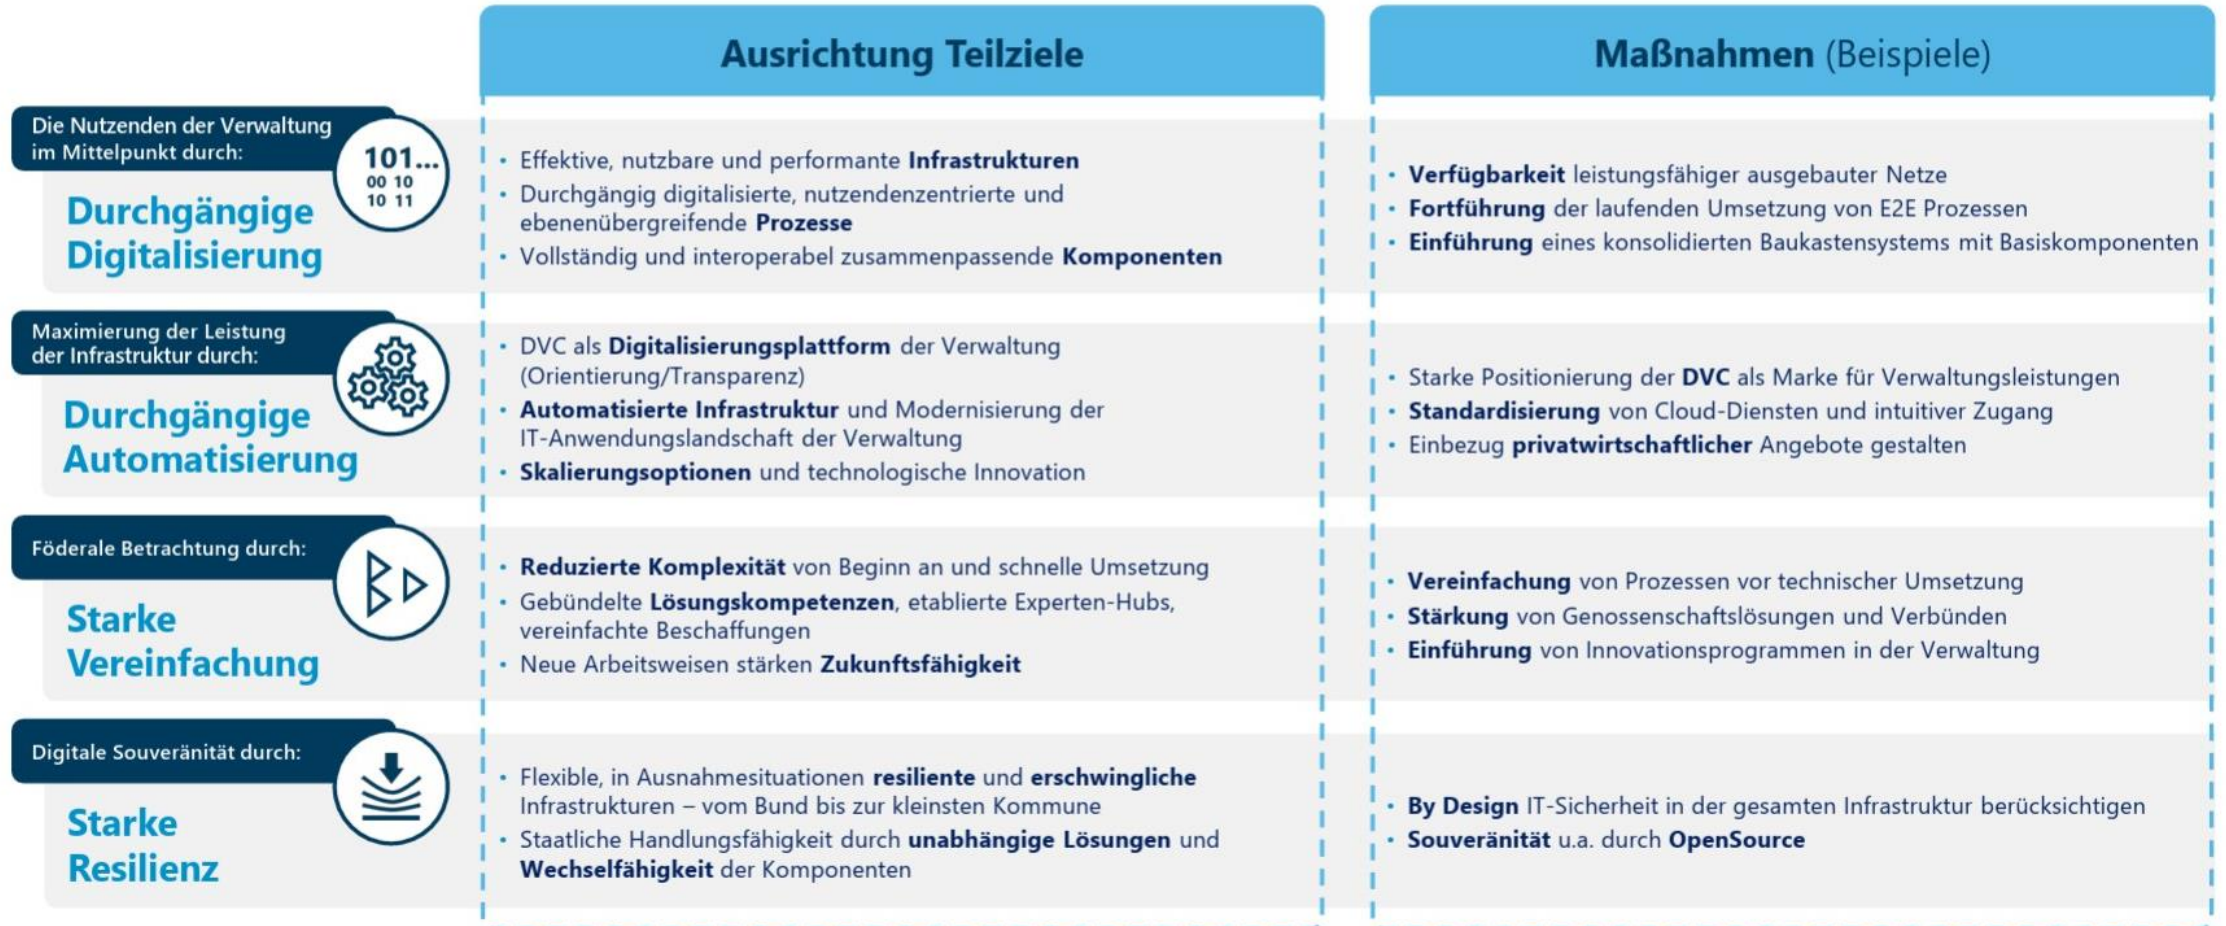 Ausrichtung Teilziele
Maßnahmen (Beispiele)
Die Nutzenden der Verwaltung
im Mittelpunkt durch:
101...
00 10
10 11
Durchgängige
Digitalisierung
• Effektive, nutzbare und performante Infrastrukturen
• Durchgängig digitalisierte, nutzendenzentrierte und
ebenenübergreifende Prozesse
• Vollständig und interoperabel zusammenpassende Komponenten
• Verfügbarkeit leistungsfähiger ausgebauter Netze
• Fortführung der laufenden Umsetzung von E2E Prozessen
• Einführung eines konsolidierten Baukastensystems mit Basiskomponenten
Maximierung der Leistung
der Infrastruktur durch:
Durchgängige
Automatisierung
• DVC als Digitalisierungsplattform der Verwaltung
(Orientierung/Transparenz)
• Automatisierte Infrastruktur und Modernisierung der
IT-Anwendungslandschaft der Verwaltung
• Skalierungsoptionen und technologische Innovation
• Starke Positionierung der DVC als Marke für Verwaltungsleistungen
• Standardisierung von Cloud-Diensten und intuitiver Zugang
• Einbezug privatwirtschaftlicher Angebote gestalten
Föderale Betrachtung durch:
Starke
Vereinfachung
• Reduzierte Komplexität von Beginn an und schnelle Umsetzung
• Gebündelte Lösungskompetenzen, etablierte Experten-Hubs,
vereinfachte Beschaffungen
• Neue Arbeitsweisen stärken Zukunftsfähigkeit
• Vereinfachung von Prozessen vor technischer Umsetzung
• Stärkung von Genossenschaftslösungen und Verbünden
• Einführung von Innovationsprogrammen in der Verwaltung
Digitale Souveränität durch:
Starke
Resilienz
• Flexible, in Ausnahmesituationen resiliente und erschwingliche
Infrastrukturen – vom Bund bis zur kleinsten Kommune
• Staatliche Handlungsfähigkeit durch unabhängige Lösungen und
Wechselfähigkeit der Komponenten
• By Design IT-Sicherheit in der gesamten Infrastruktur berücksichtigen
• Souveränität u.a. durch OpenSource